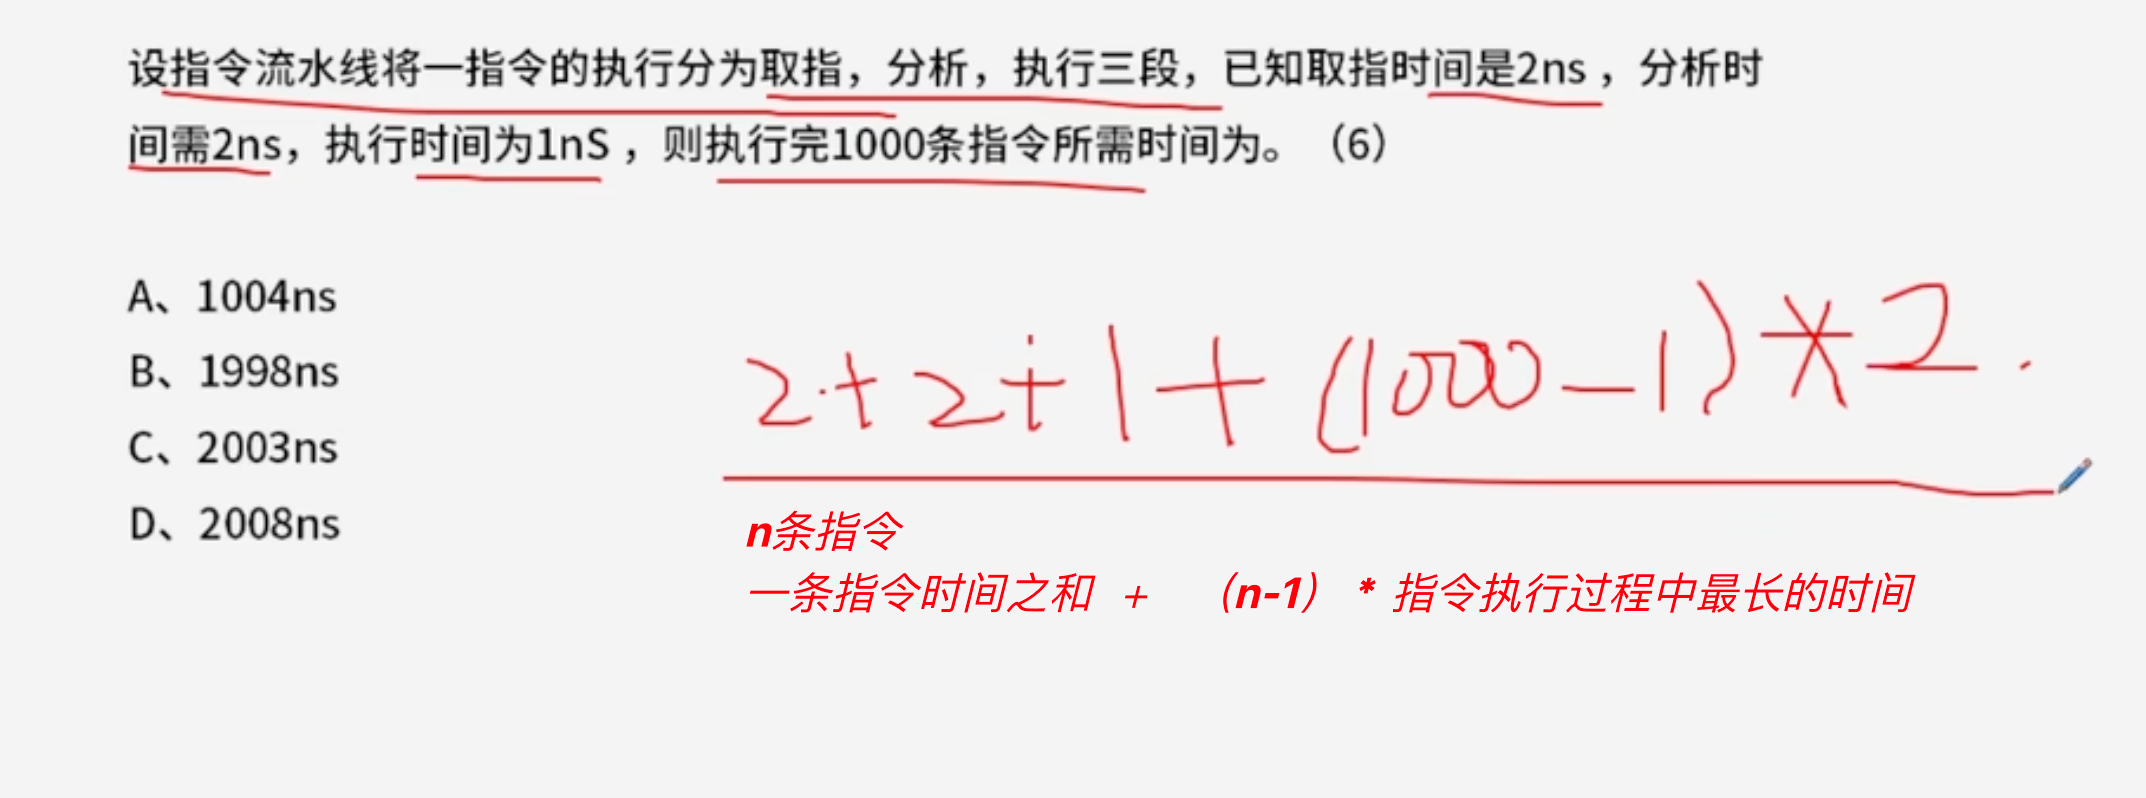 设指令流水线将一指令的执行分为取指，分析，执行三段，已知取指时间是2ns，分析时
间需2ns，执行时间为1nS，则执行完1000条指令所需时间为。（6）
A、1004ns
B、1998ns
C、2003ns
D、2008ns
2+2+1+(1000-1)*2.
n条指令
一条指令时间之和 + （n-1） * 指令执行过程中最长的时间